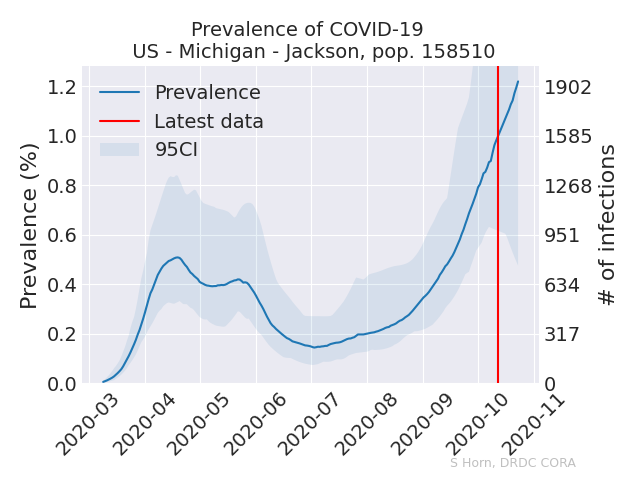 Prevalence of COVID-19
US - Michigan - Jackson, pop. 158510
Prevalence
Latest data
95CI
Prevalence (%)
1.2
1.0
0.8
0.6
0.4
0.2
0.0
1902
1585
1268
951
634
317
0
# of infections
2020-03
2020-04
2020-05
2020-06
2020-07
2020-08
2020-09
2020-10
2020-11
S Horn, DRDC CORA